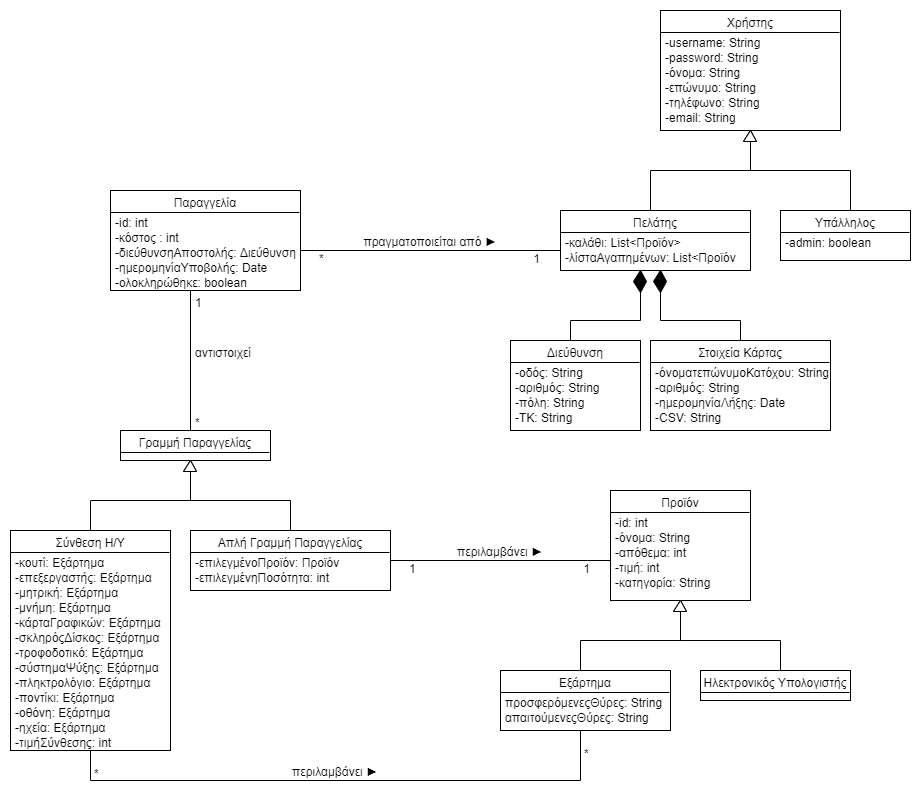 Χρήστης
-username: String
-password: String
-όνομα: String
-επώνυμο: String
-τηλέφωνο: String
-email: String
Παραγγελία
-id: int
-κόστος : int
-διεύθυνσηΑποστολής: Διεύθυνση
-ημερομηνίαΥποβολής: Date
-ολοκληρώθηκε: boolean
πραγματοποιείται από ►
*
1
Πελάτης
-καλάθι: List<Προϊόν>
-λίσταΑγαπημένων: List<Προϊόν
Υπάλληλος
-admin: boolean
1
αντιστοιχεί
*
Διεύθυνση
-οδός: String
-αριθμός: String
-πόλη: String
-ΤΚ: String
Στοιχεία Κάρτας
-όνοματεπώνυμοΚατόχου: String
-αριθμός: String
-ημερομηνίαΛήξης: Date
-CSV: String
Γραμμή Παραγγελίας
Σύνθεση Η/Υ
-κουτί: Εξάρτημα
-επεξεργαστής: Εξάρτημα
-μητρική: Εξάρτημα
-μνήμη: Εξάρτημα
-κάρταΓραφικών: Εξάρτημα
-σκληρόςΔίσκος: Εξάρτημα
-τροφοδοτικό: Εξάρτημα
-σύστημαΨύξης: Εξάρτημα
-πληκτρολόγιο: Εξάρτημα
-ποντίκι: Εξάρτημα
-οθόνη: Εξάρτημα
-ηχεία: Εξάρτημα
-τιμήΣύνθεσης: int
Απλή Γραμμή Παραγγελίας
-επιλεγμένοΠροϊόν: Προϊόν
-επιλεγμένηΠοσότητα: int
περιλαμβάνει ►
1
1
Προϊόν
-id: int
-όνομα: String
-απόθεμα: int
-τιμή: int
-κατηγορία: String
Εξάρτημα
προσφερόμενεςΘύρες: String
απαιτούμενεςΘύρες: String
Ηλεκτρονικός Υπολογιστής
*
περιλαμβάνει ►
*